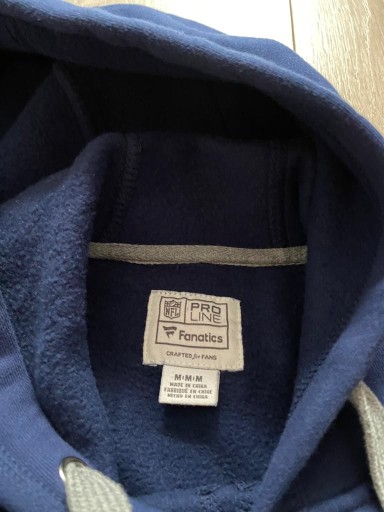 NFL
PRO
LINE
Fanatics
CRAFTED for FANS
M•M•M
MADE IN CHINA
FABRIQUÉ EN CHINE
HECHO EN CHINA